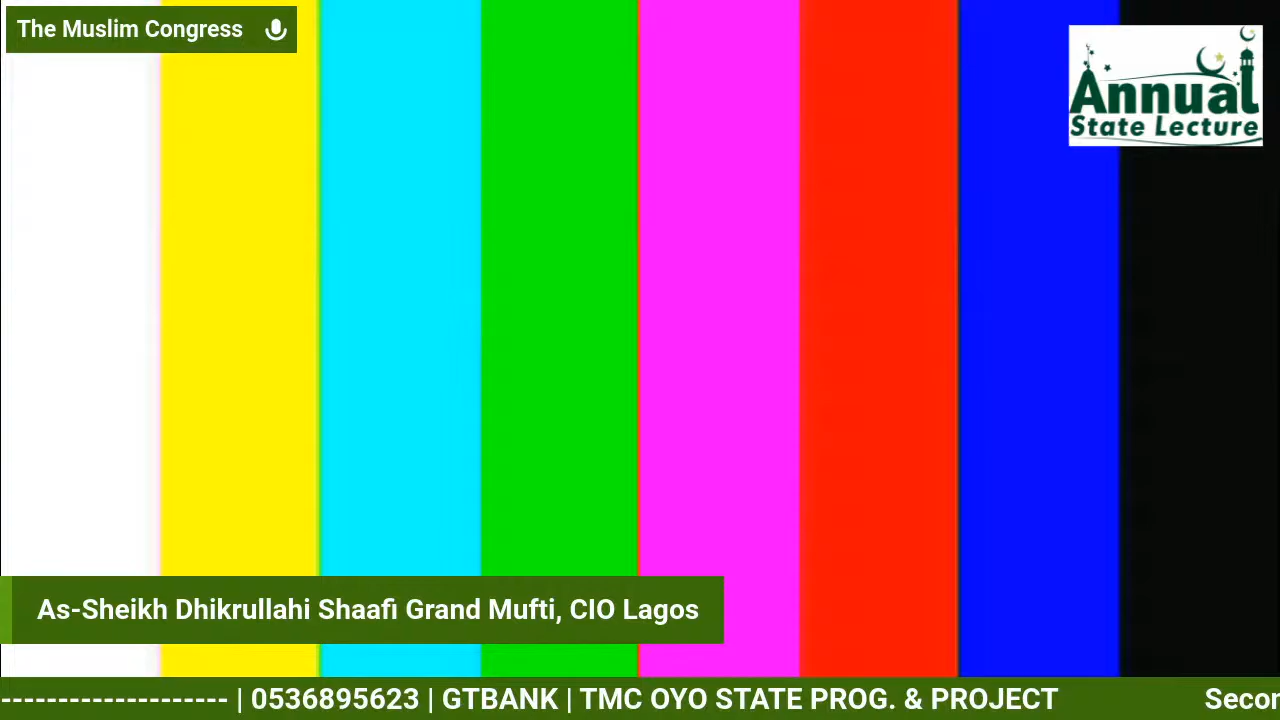 The Muslim Congress
Annual
State Lecture
As-Sheikh Dhikrullahi Shaafi Grand Mufti, CIO Lagos
-------------------- | 0536895623 | GTBANK | TMC OYO STATE PROG. & PROJECT